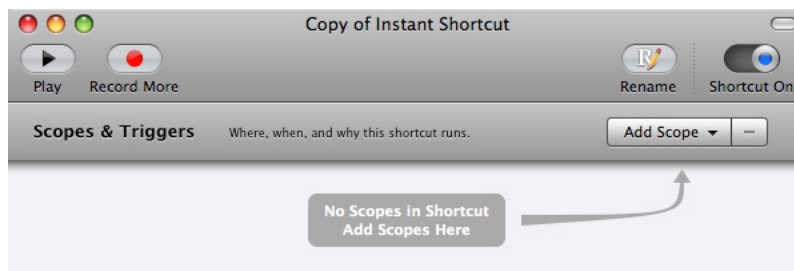 Copy of Instant Shortcut
Play Record More Rename Shortcut On
Scopes & Triggers Where, when, and why this shortcut runs. Add Scope
No Scopes in Shortcut
Add Scopes Here